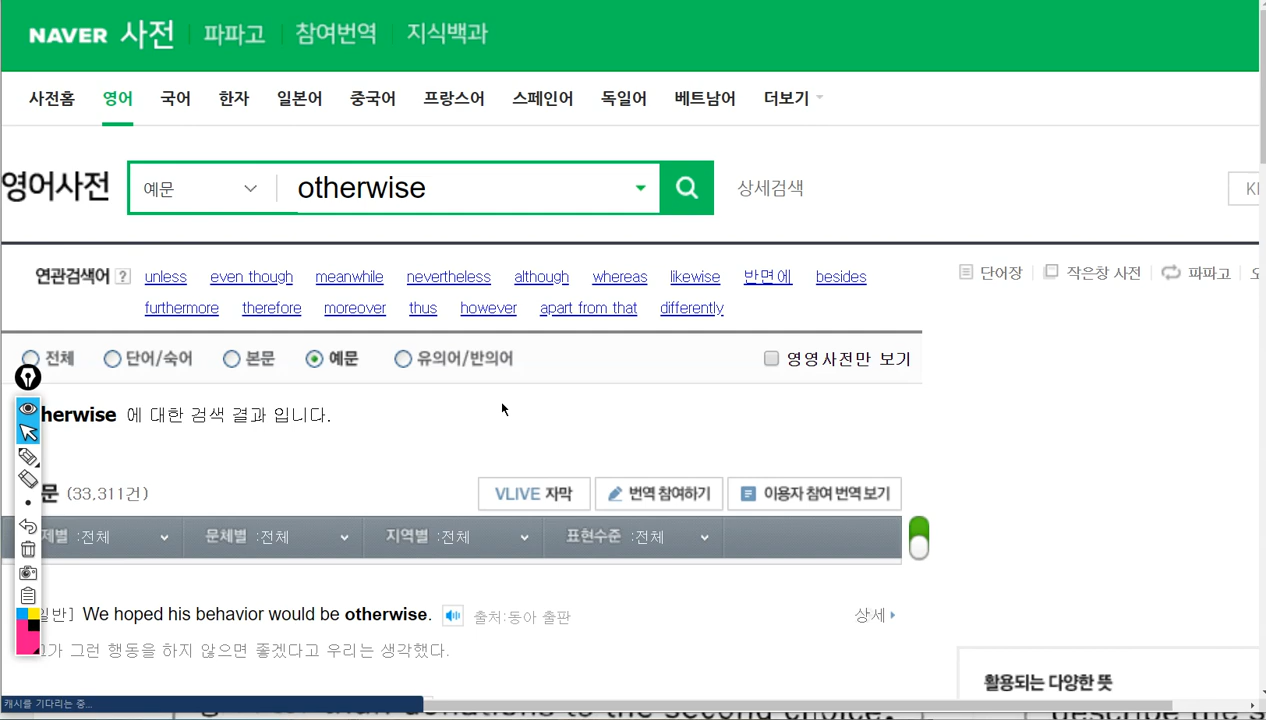 NAVER 사전 파파고 참여번역 지식백과
사전홈 영어 국어 한자 일본어 중국어 프랑스어 스페인어 독일어 베트남어 더보기
영어사전 예문 otherwise 상세검색
연관검색어 ? unless even though meanwhile nevertheless although whereas likewise 반면에 besides
furthermore therefore moreover thus however apart from that differently
단어장 작은창 사전 파파고
전체 단어/숙어 본문 예문 유의어/반의어 영영사전만 보기
herwise 에 대한 검색 결과 입니다.
문 (33,311건) VLIVE 자막 번역 참여하기 이용자 참여 번역 보기
제별 :전체 문체별 :전체 지역별 :전체 표현수준 :전체
일반] We hoped his behavior would be otherwise. 출처:동아 출판 상세
그가 그런 행동을 하지 않으면 좋겠다고 우리는 생각했다.
활용되는 다양한 뜻
캐시를 기다리는 중...
than donations to the second choice. describe the s